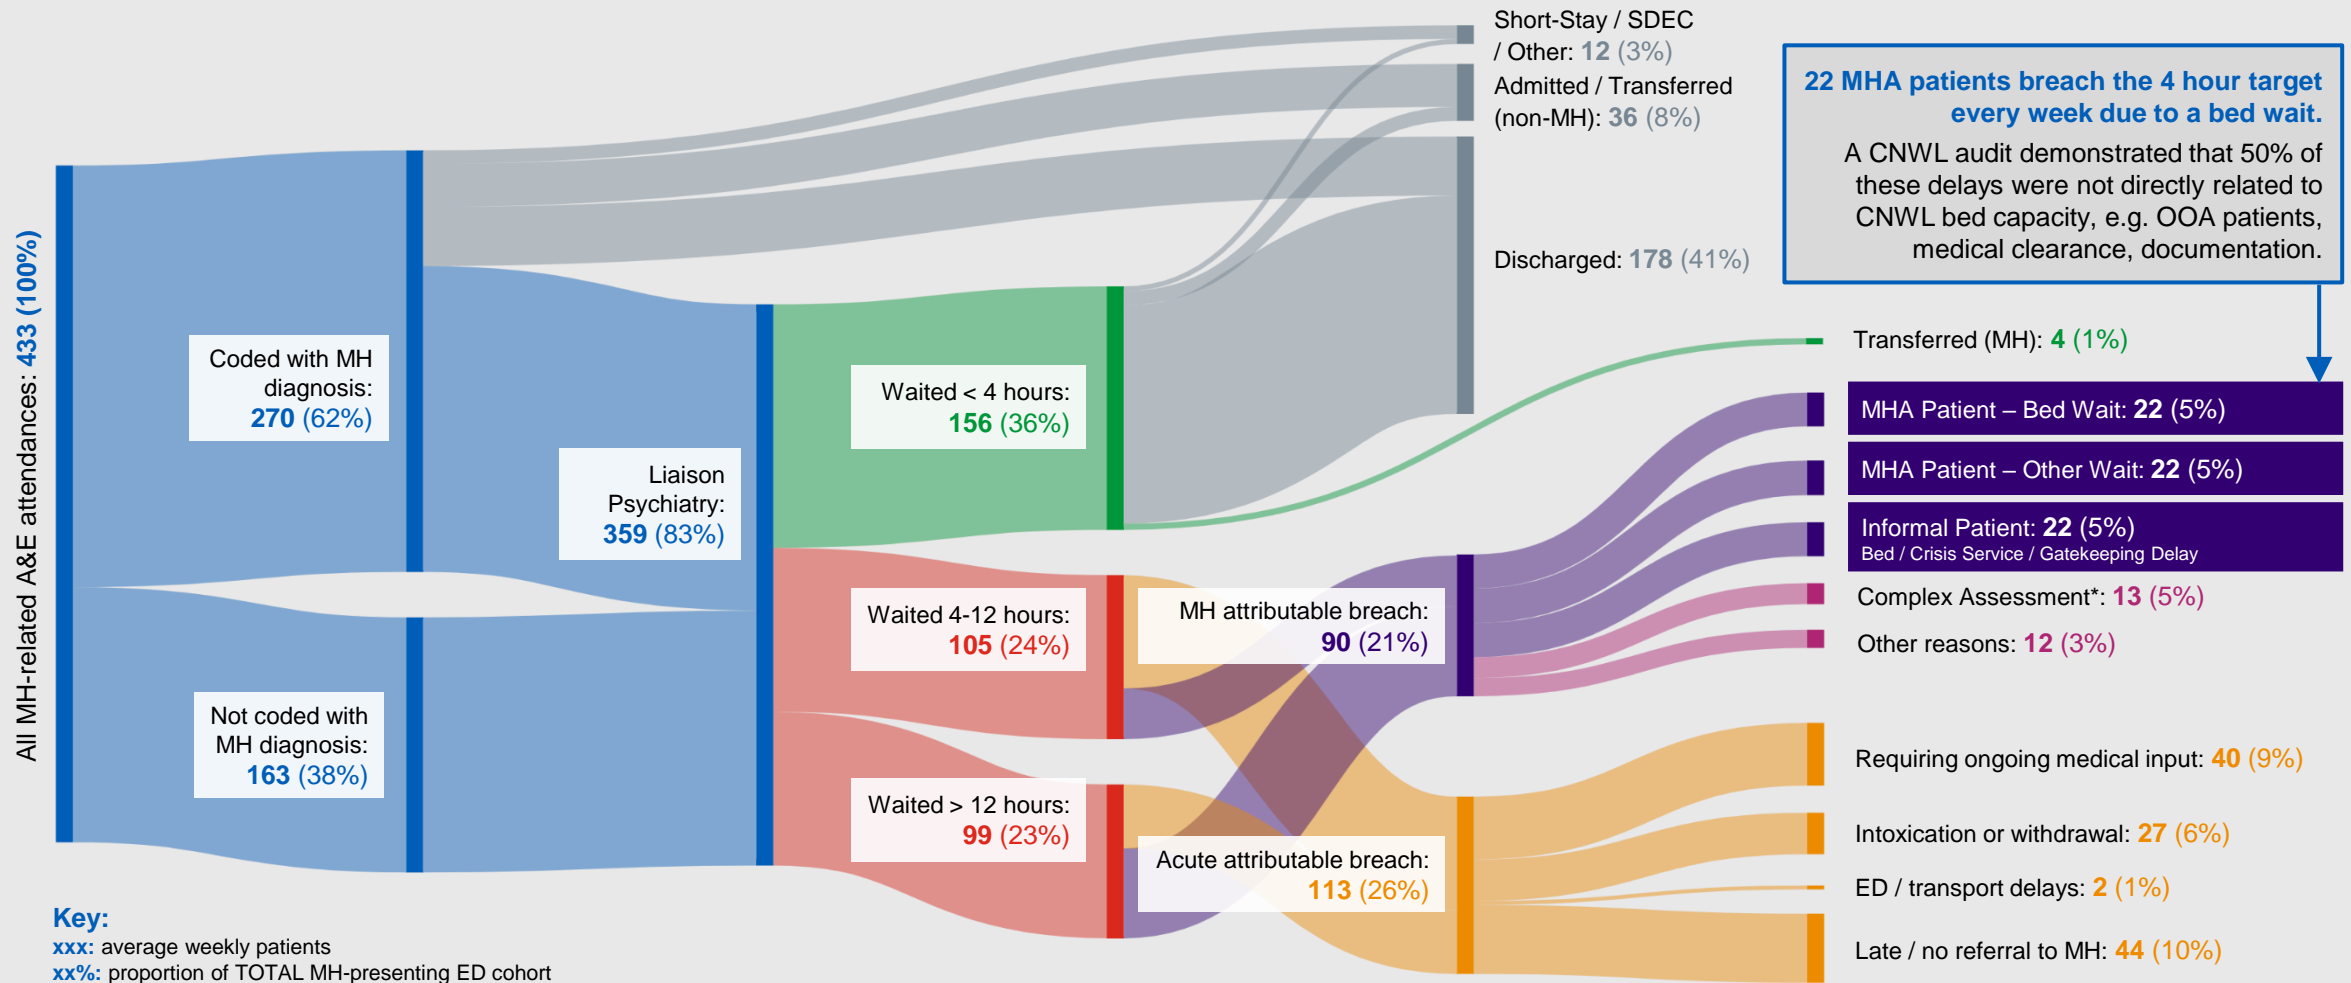 All MH-related A&E attendances: 433 (100%)
Coded with MH
diagnosis:
270 (62%)
Not coded with
MH diagnosis:
163 (38%)
Liaison
Psychiatry:
359 (83%)
Waited < 4 hours:
156 (36%)
Waited 4-12 hours:
105 (24%)
Waited > 12 hours:
99 (23%)
MH attributable breach:
90 (21%)
Acute attributable breach:
113 (26%)
Short-Stay / SDEC
/ Other: 12 (3%)
Admitted / Transferred
(non-MH): 36 (8%)
Discharged: 178 (41%)
22 MHA patients breach the 4 hour target
every week due to a bed wait.
A CNWL audit demonstrated that 50% of
these delays were not directly related to
CNWL bed capacity, e.g. OOA patients,
medical clearance, documentation.
Transferred (MH): 4 (1%)
MHA Patient – Bed Wait: 22 (5%)
MHA Patient – Other Wait: 22 (5%)
Informal Patient: 22 (5%)
Bed / Crisis Service / Gatekeeping Delay
Complex Assessment*: 13 (5%)
Other reasons: 12 (3%)
Requiring ongoing medical input: 40 (9%)
Intoxication or withdrawal: 27 (6%)
ED / transport delays: 2 (1%)
Late / no referral to MH: 44 (10%)
Key:
xxx: average weekly patients
xx%: proportion of TOTAL MH-presenting ED cohort